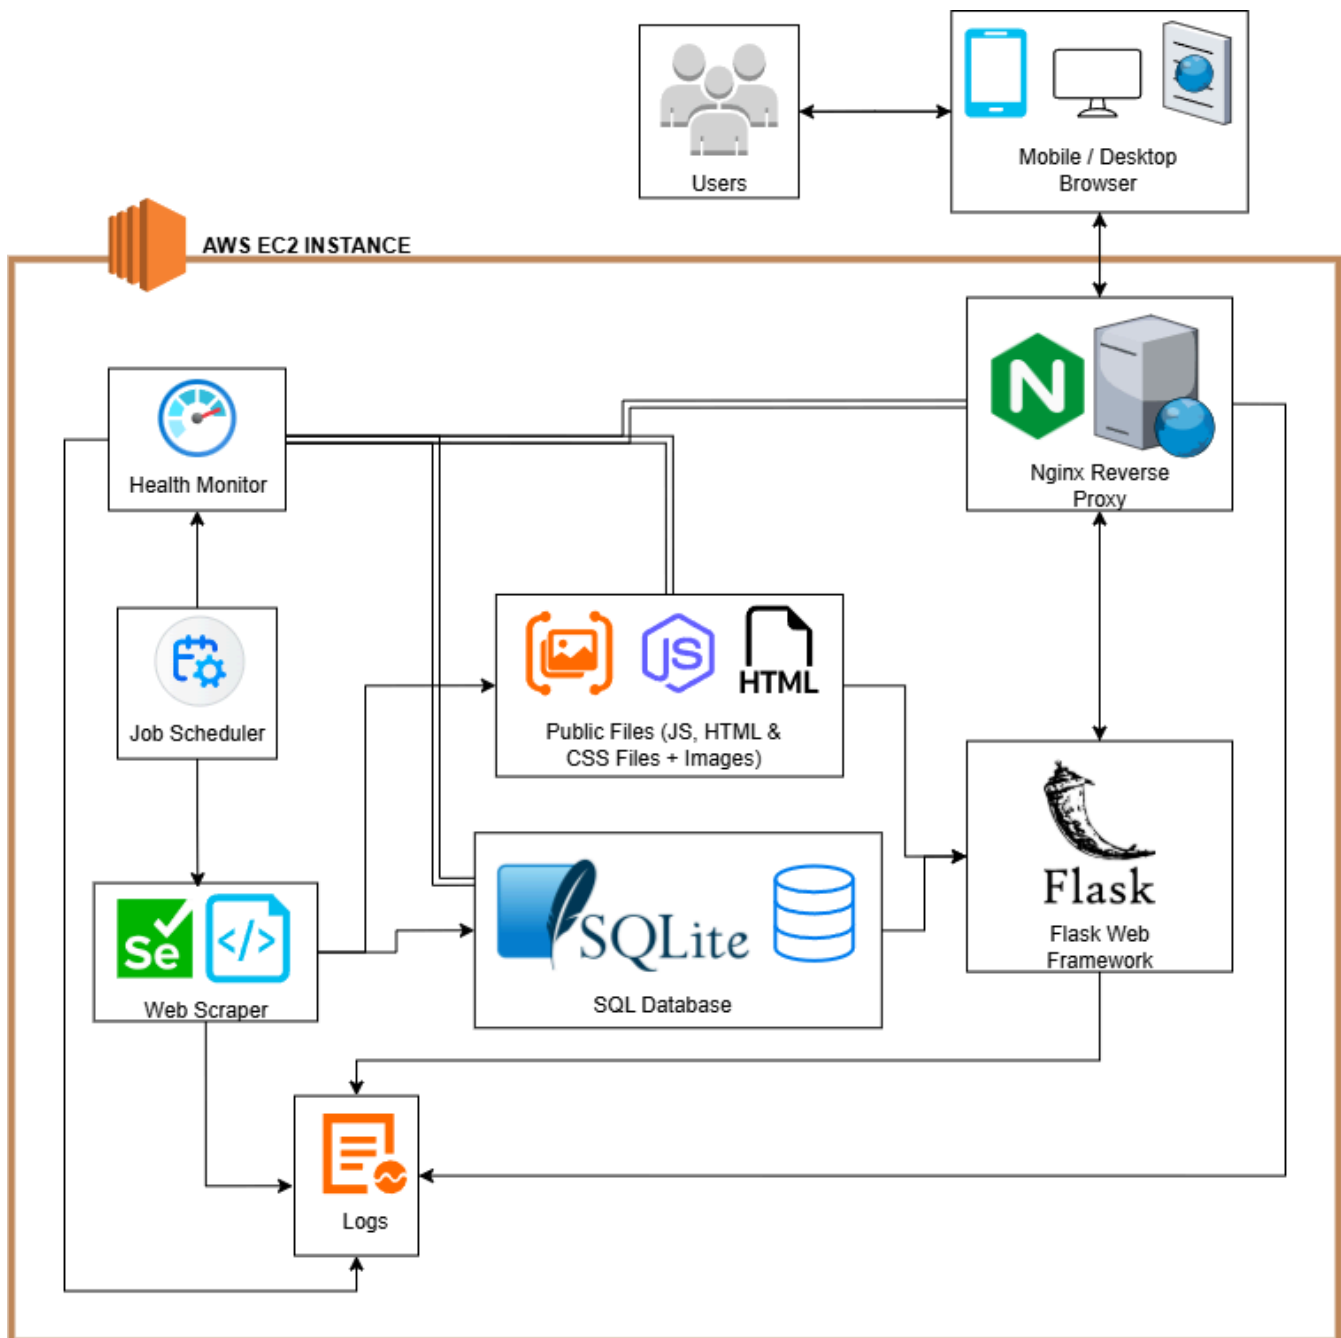 Users
Mobile / Desktop
Browser
AWS EC2 INSTANCE
N
Nginx Reverse
Proxy
Health Monitor
Job Scheduler
JS
HTML
Public Files (JS, HTML &
CSS Files + Images)
Flask
Flask Web
Framework
Se
</>
Web Scraper
SQLite
SQL Database
Logs